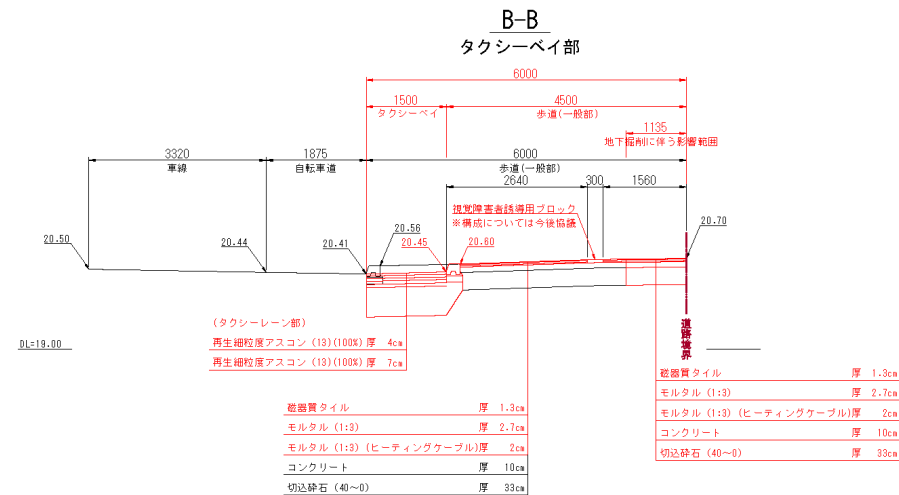 B-B
タクシーベイ部
6000
1500
4500
タクシーベイ
歩道(一般部)
1135
地下掘削に伴う影響範囲
3320
1875
6000
車線
自転車道
歩道(一般部)
2640
300
1560
視覚障害者誘導用ブロック
※構成については今後協議
20.50
20.44
20.41
20.56
20.45
20.60
20.70
(タクシーレーン部)
再生細粒度アスコン (13)(100%) 厚 4cm
再生細粒度アスコン (13)(100%) 厚 7cm
DL=19.00
道路境界
磁器質タイル 厚 1.3cm
モルタル (1:3) 厚 2.7cm
モルタル (1:3) (ヒーティングケーブル)厚 2cm
コンクリート 厚 10cm
切込砕石 (40～0) 厚 33cm
磁器質タイル 厚 1.3cm
モルタル (1:3) 厚 2.7cm
モルタル (1:3) (ヒーティングケーブル)厚 2cm
コンクリート 厚 10cm
切込砕石 (40～0) 厚 33cm